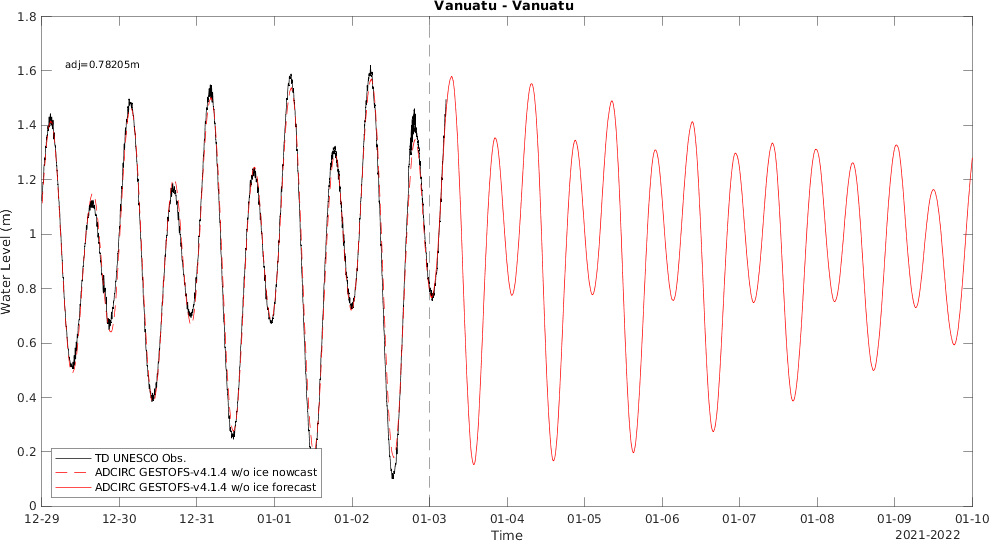 Vanuatu - Vanuatu
1.8
1.6
1.4
1.2
1
0.8
0.6
0.4
0.2
0
Water Level (m)
adj=0.78205m
TD UNESCO Obs.
ADCIRC GESTOFS-v4.1.4 w/o ice nowcast
ADCIRC GESTOFS-v4.1.4 w/o ice forecast
12-29 12-30 12-31 01-01 01-02 01-03 01-04 01-05 01-06 01-07 01-08 01-09 01-10
Time
2021-2022